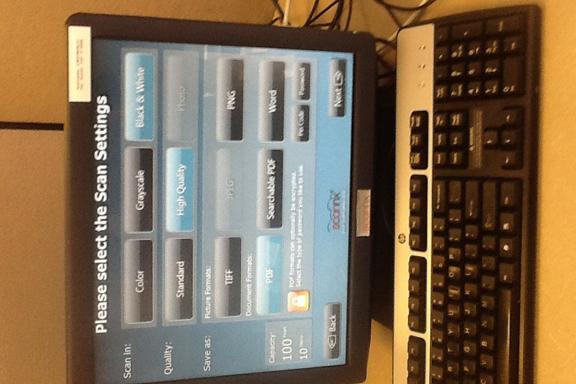 Please select the Scan Settings
Scan in: Color Grayscale Black & White
Quality: Standard High Quality Photo
Save as:
Picture Formats:
TIFF JPEG PNG
Document Formats:
PDF Searchable PDF Word
PDF formats can optionally be encrypted.
Select the type of password you like to use.
Pin Code Password
Capacity:
100
10
Back Next
scannx
hp